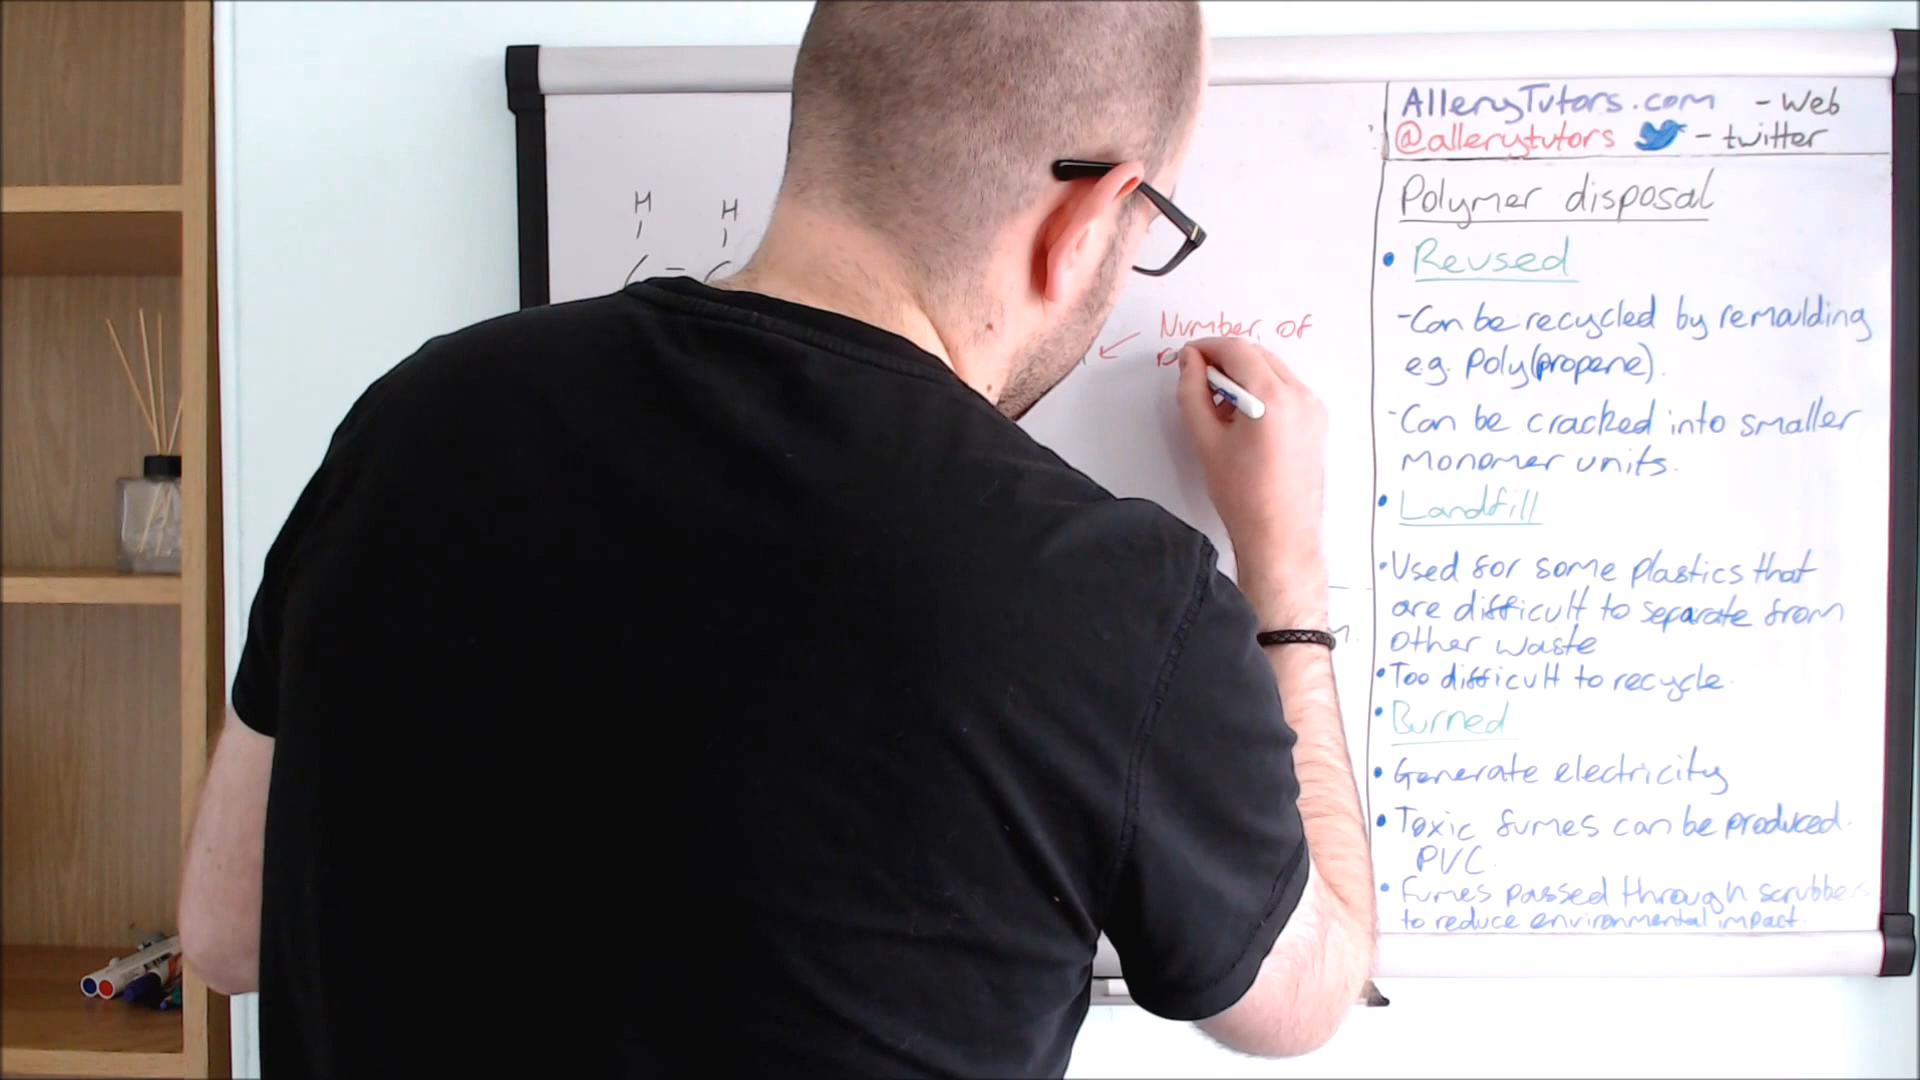 H
H
C - C
Number of
AlleryTutors.com - Web
@allerytutors - twitter
Polymer disposal
• Reused
- Can be recycled by remoulding
e.g. Poly(propene).
- Can be cracked into smaller
monomer units.
• Landfill
• Used for some plastics that
are difficult to separate from
other waste
• Too difficult to recycle.
• Burned
• Generate electricity
• Toxic fumes can be produced.
PVC.
• Fumes passed through scrubbers
to reduce environmental impact.